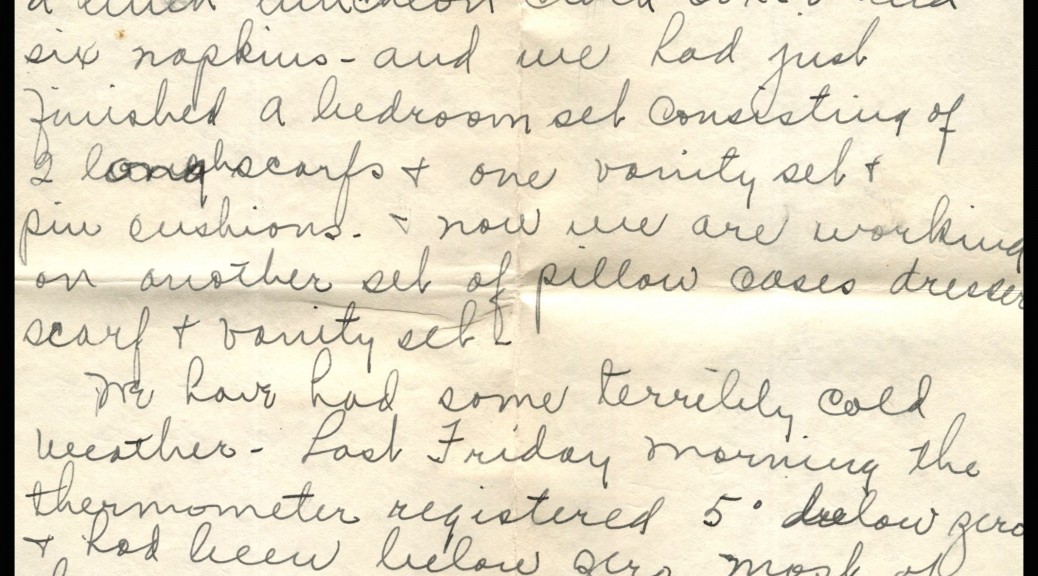 a luncheon and
six napkins - and we had just
finished a bedroom set consisting of
2 long scarfs + one vanity set +
pin cushions. + now we are working
on another set of pillow cases dresser
scarf + vanity set -
We have had some terribly cold
weather - Last Friday morning the
thermometer registered 5° below zero
+ had been below zero most of